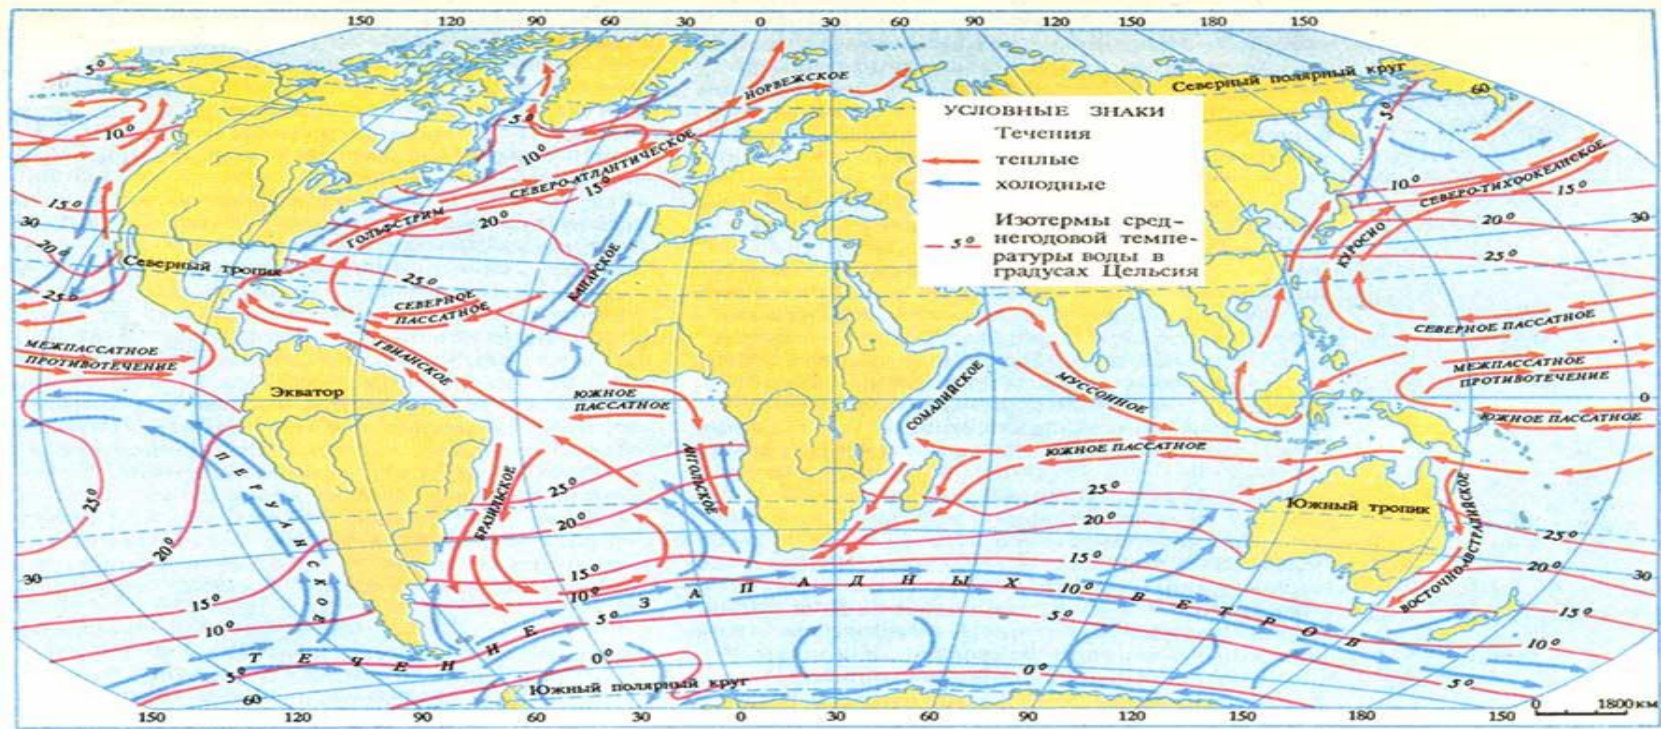 150 120 90 60 30 0 30 60 90 120 150 180 150
Северный полярный круг
60
УСЛОВНЫЕ ЗНАКИ
Течения
теплые
холодные
5°
Изотермы сред-
негодовой темпе-
ратуры воды в
градусах Цельсия
5°
10°
15°
30
20°
25°
Северный тропик
МЕЖПАССАТНОЕ
ПРОТИВОТЕЧЕНИЕ
НОРВЕЖСКОЕ
5°
10°
СЕВЕРО-АТЛАНТИЧЕСКОЕ
15°
ГОЛЬФСТРИМ
20°
КАНАРСКОЕ
25°
СЕВЕРНОЕ
ПАССАТНОЕ
ГВИАНСКОЕ
Экватор
ЮЖНОЕ
ПАССАТНОЕ
5°
10°
СЕВЕРО-ТИХООКЕАНСКОЕ
15°
20°
30
КУРОСИО
25°
СЕВЕРНОЕ ПАССАТНОЕ
МЕЖПАССАТНОЕ
ПРОТИВОТЕЧЕНИЕ
0
ЮЖНОЕ ПАССАТНОЕ
СОМАЛИЙСКОЕ
МУССОННОЕ
ЮЖНОЕ ПАССАТНОЕ
ПЕРУАНСКОЕ
БРАЗИЛЬСКОЕ
АНГОЛЬСКОЕ
25°
20°
25°
20°
25°
20°
Южный тропик
ВОСТОЧНО-АВСТРАЛИЙСКОЕ
25°
20°
30
30
15°
10°
5°
15°
10°
5°
0°
15°
10°
5°
0°
15°
10°
5°
ТЕЧЕНИЕ ЗАПАДНЫХ ВЕТРОВ
60
Южный полярный круг
150 120 90 60 30 0 30 60 90 120 150 180 150
0 1800 км